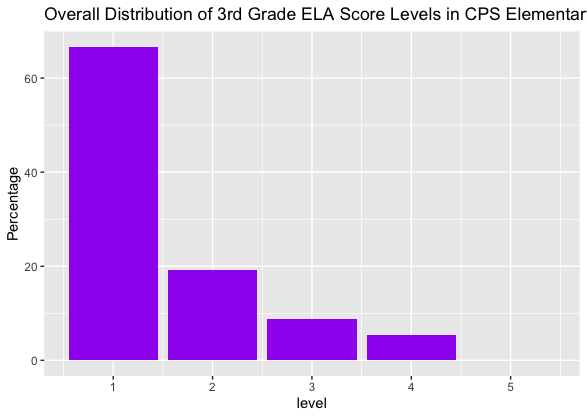 Overall Distribution of 3rd Grade ELA Score Levels in CPS Elementar
60
40
20
0
Percentage
1 2 3 4 5
level